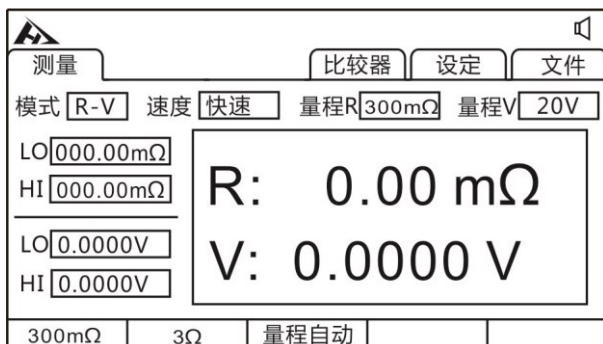 测量 比较器 设定 文件
模式 R-V 速度 快速 量程R 300mΩ 量程V 20V
LO 000.00mΩ
HI 000.00mΩ
R: 0.00 mΩ
LO 0.0000V
HI 0.0000V
V: 0.0000 V
300mΩ 3Ω 量程自动